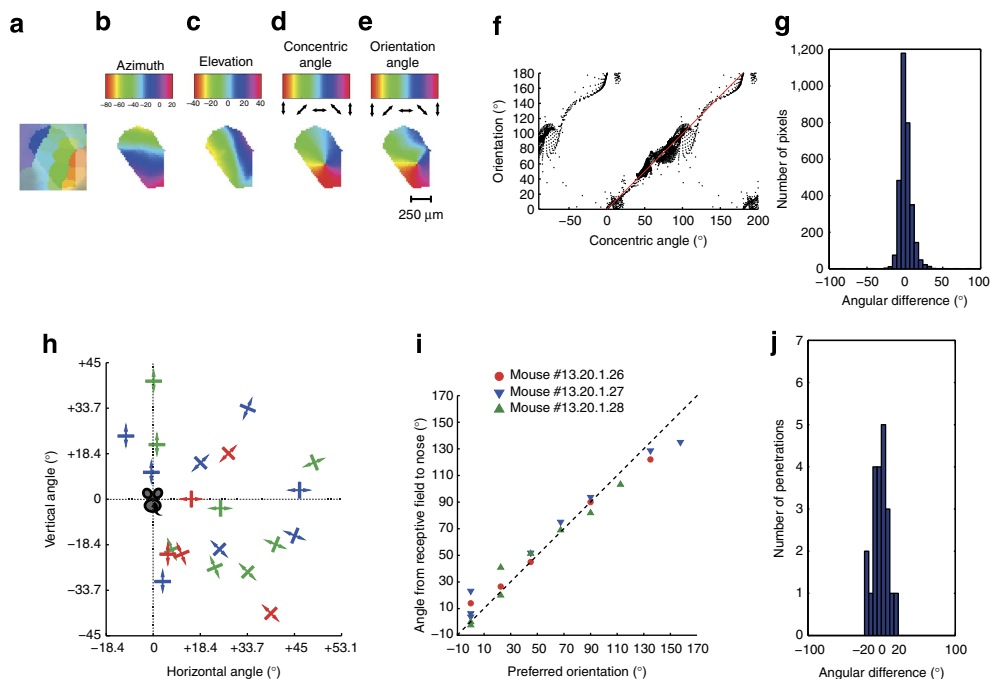 a
b
c
d
e
f
g
Azimuth
Elevation
Concentric
angle
Orientation
angle
−80 −60 −40 −20 0 20
−40 −20 0 20 40
250 μm
Orientation (°)
180
160
140
120
100
80
60
40
20
0
−50 0 50 100 150 200
Concentric angle (°)
Number of pixels
1,200
1,000
800
600
400
200
0
−100 −50 0 50 100
Angular difference (°)
h
i
j
Vertical angle (°)
+45
+33.7
+18.4
0
−18.4
−33.7
−45
−18.4 0 +18.4 +33.7 +45 +53.1
Horizontal angle (°)
Mouse #13.20.1.26
Mouse #13.20.1.27
Mouse #13.20.1.28
Angle from receptive field to nose (°)
170
150
130
110
90
70
50
30
10
−10
−10 10 30 50 70 90 110 130 150 170
Preferred orientation (°)
Number of penetrations
7
6
5
4
3
2
1
0
−100 −20 0 20 100
Angular difference (°)